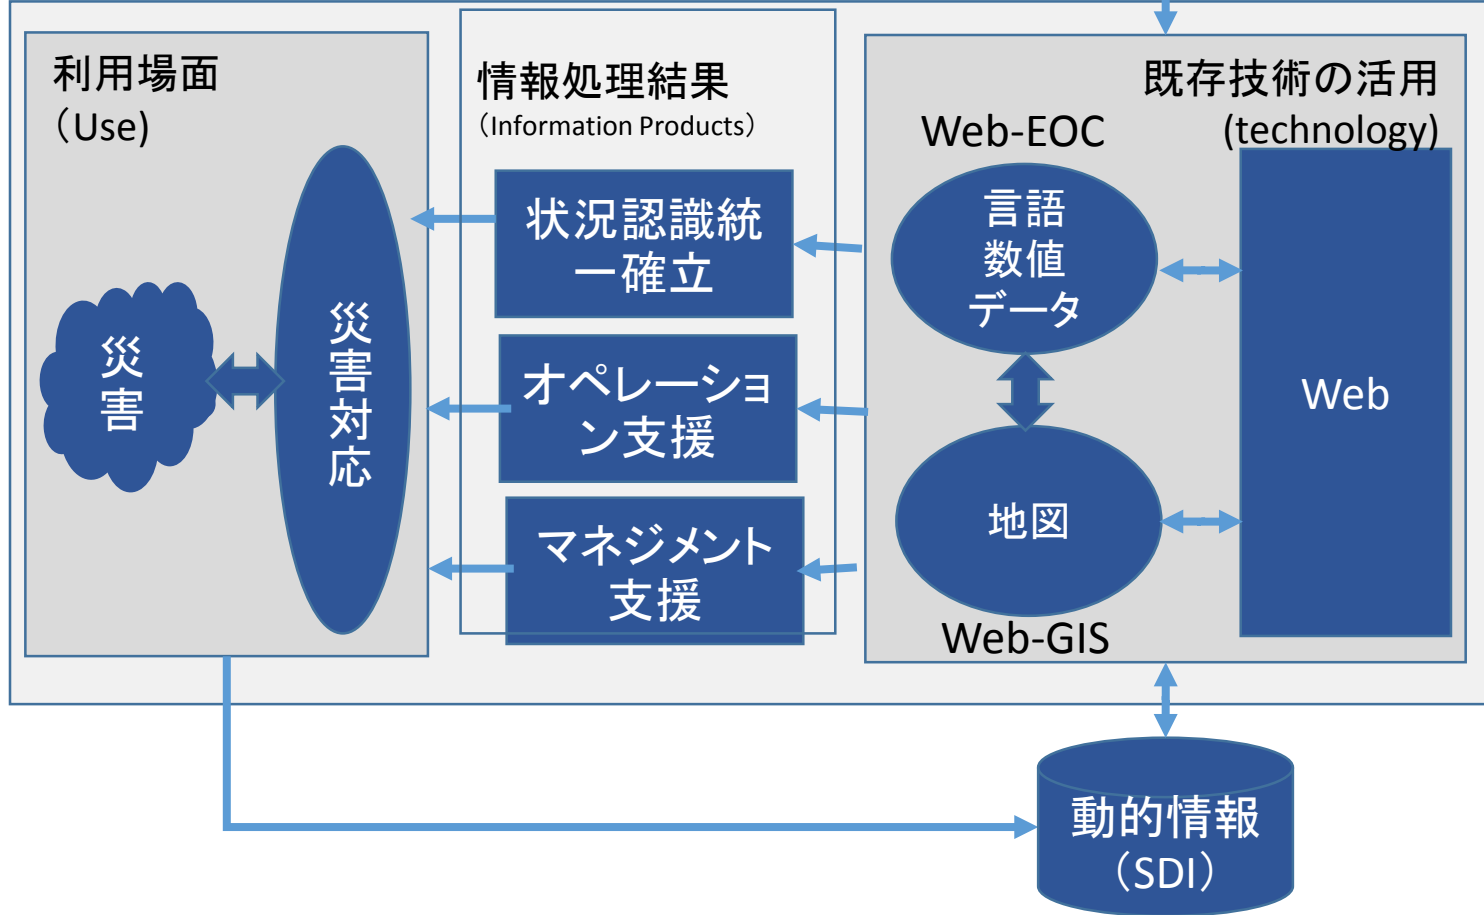 利用場面
（Use)
災
害
災
害
対
応
情報処理結果
（Information Products）
状況認識統
一確立
オペレーショ
ン支援
マネジメント
支援
既存技術の活用
(technology)
Web-EOC
言語
数値
データ
地図
Web-GIS
Web
動的情報
（SDI）